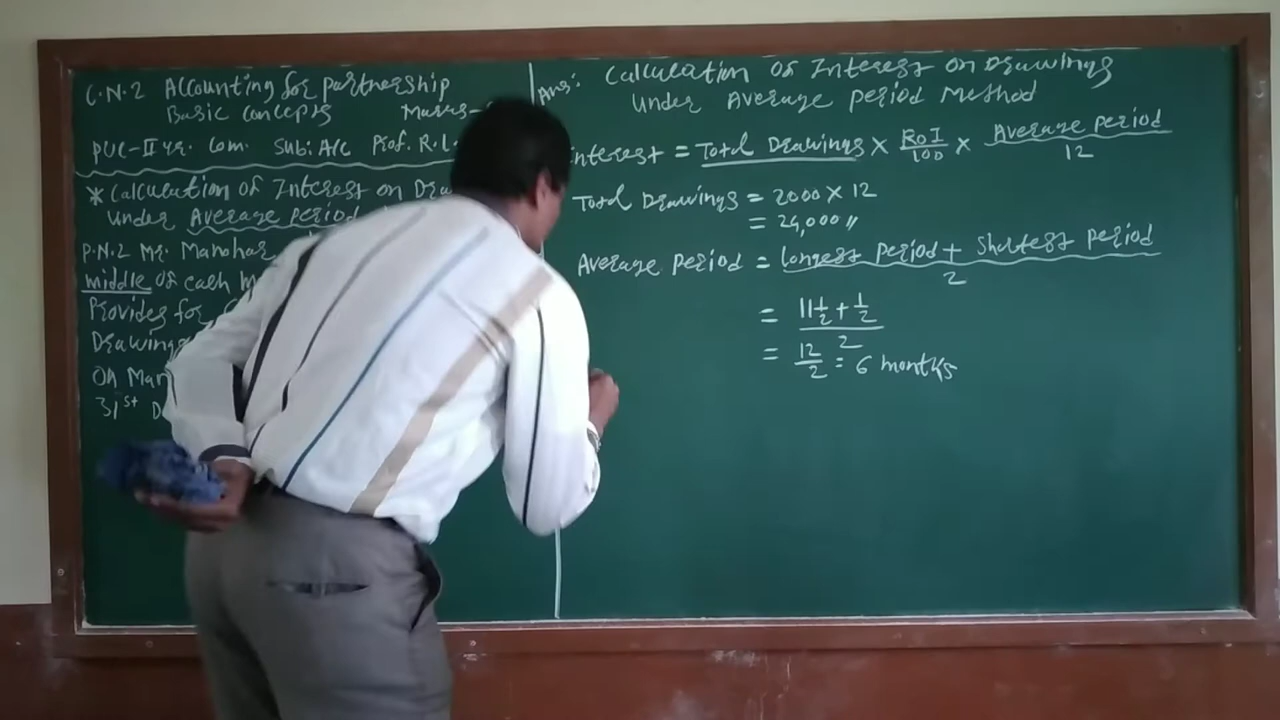 C.N.2 Accounting for partnership
Basic concepts Marks-
PUC-II yr. Com. Sub: A/C Prof. R.L.
* Calculation of Interest on
under Average period
P.N.2 Mr. Manohar
middle of each
Provides for
Drawings
On
31st
Ans: Calculation of Interest on Drawings
Under Average period Method
Interest = Total Drawings × RoI/100 × Average period/12
Total Drawings = 2000 × 12
= 24,000 〃
Average period = Longest period + Shortest period/2
= 11½ + ½/2
= 12/2 = 6 months